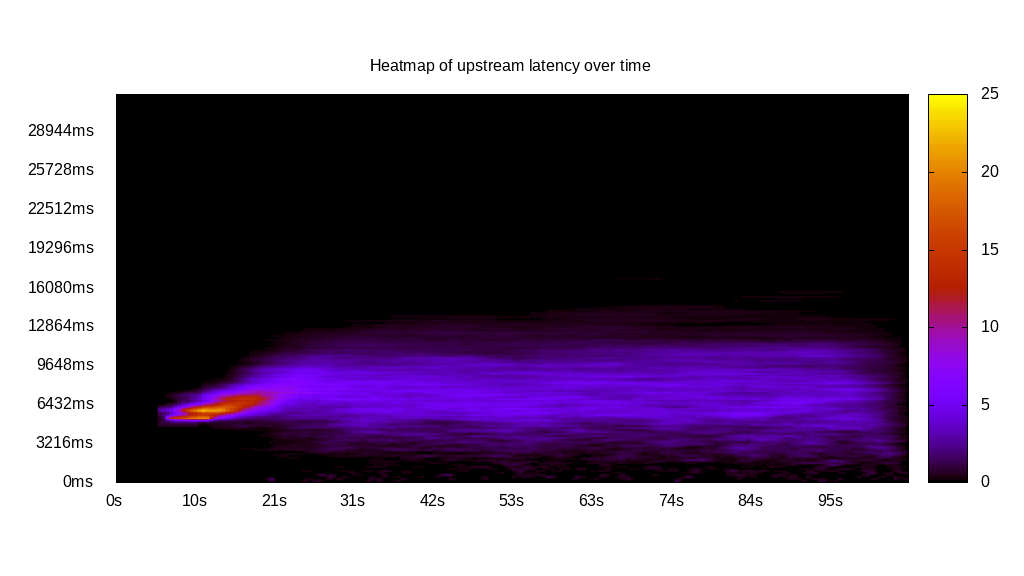 Heatmap of upstream latency over time
28944ms
25728ms
22512ms
19296ms
16080ms
12864ms
9648ms
6432ms
3216ms
0ms
0s 10s 21s 31s 42s 53s 63s 74s 84s 95s
25
20
15
10
5
0